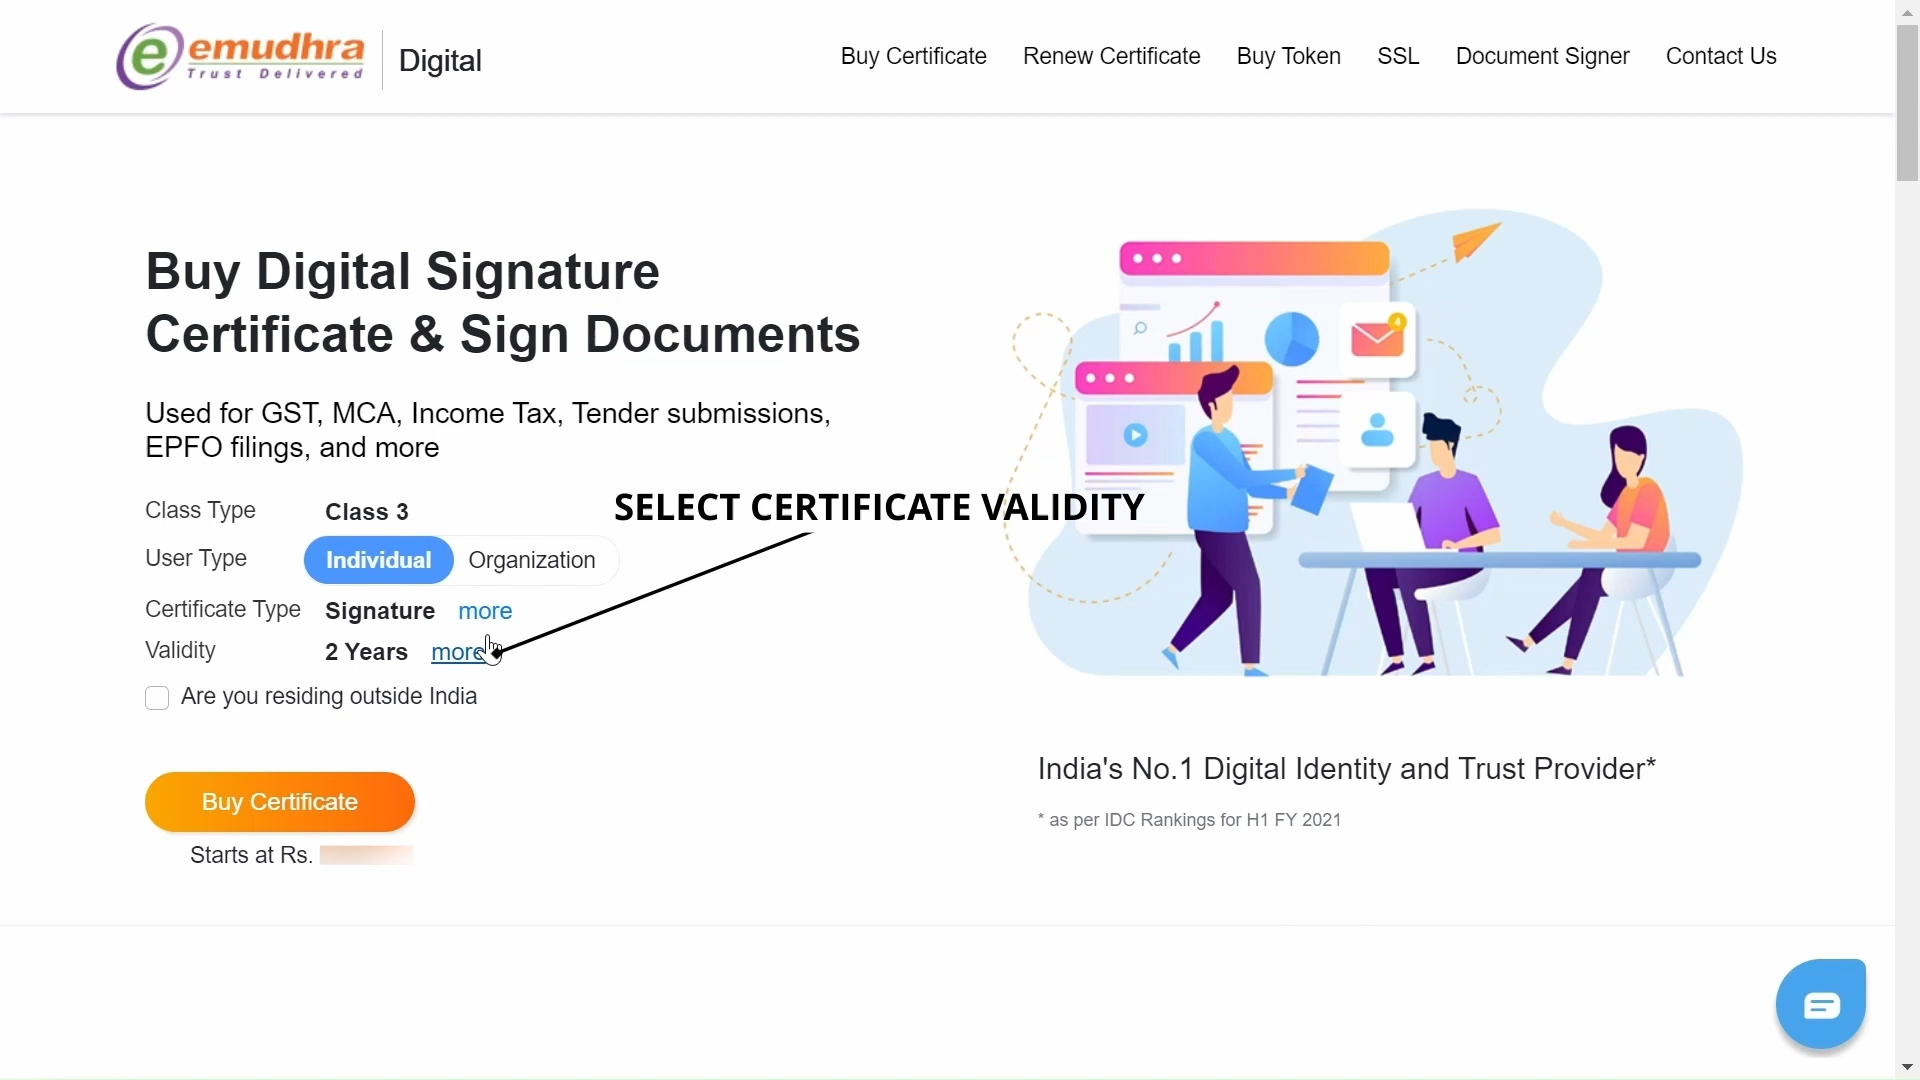 emudhra
Trust Delivered
Digital
Buy Certificate
Renew Certificate
Buy Token
SSL
Document Signer
Contact Us
Buy Digital Signature
Certificate & Sign Documents
Used for GST, MCA, Income Tax, Tender submissions,
EPFO filings, and more
Class Type Class 3
SELECT CERTIFICATE VALIDITY
User Type Individual Organization
Certificate Type Signature more
Validity 2 Years more
Are you residing outside India
Buy Certificate
Starts at Rs.
4
India's No.1 Digital Identity and Trust Provider*
* as per IDC Rankings for H1 FY 2021